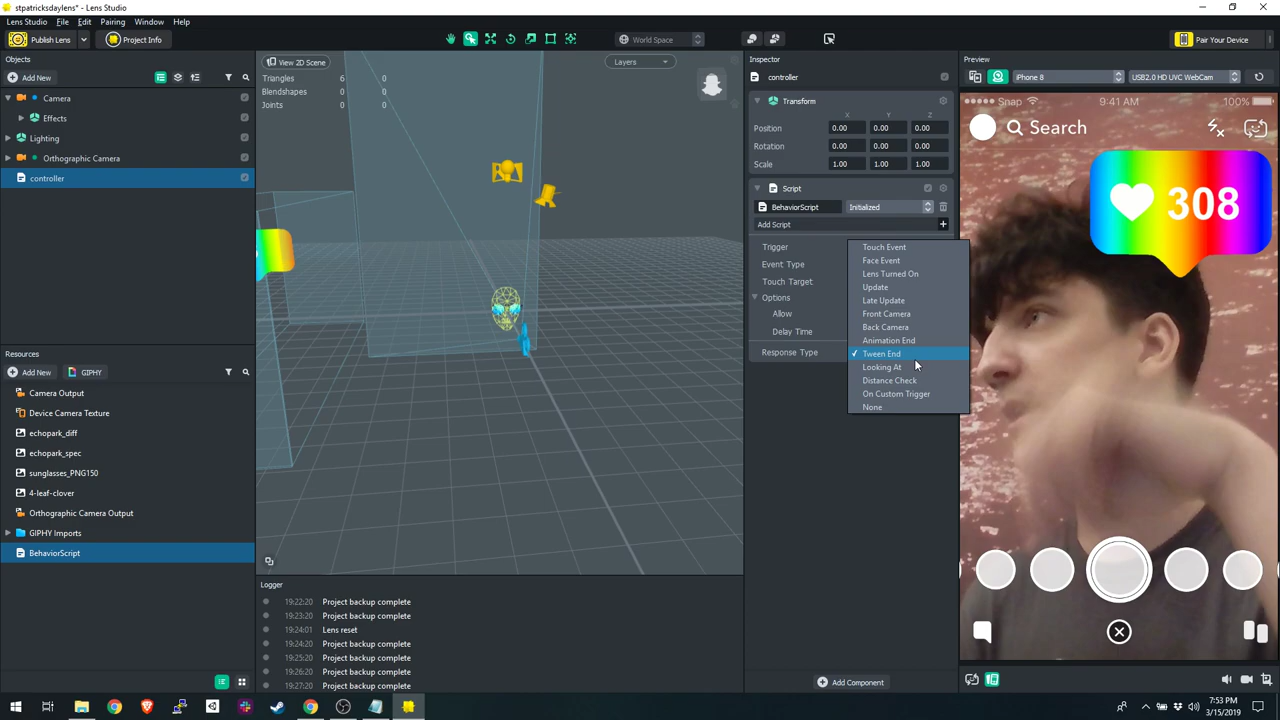 stpatricksdaylens* - Lens Studio
Lens Studio File Edit Pairing Window Help
Publish Lens Project Info World Space Pair Your Device
Objects
Add New
Camera
Effects
Lighting
Orthographic Camera
controller
Resources
Add New GIPHY
Camera Output
Device Camera Texture
echopark_diff
echopark_spec
sunglasses_PNG150
4-leaf-clover
Orthographic Camera Output
GIPHY Imports
BehaviorScript
View 2D Scene Layers
Triangles 6 0
Blendshapes 0 0
Joints 0 0
Logger
19:22:20 Project backup complete
19:23:20 Project backup complete
19:24:01 Lens reset
19:24:20 Project backup complete
19:25:20 Project backup complete
19:26:20 Project backup complete
19:27:20 Project backup complete
Inspector
controller
Transform
X Y Z
Position 0.00 0.00 0.00
Rotation 0.00 0.00 0.00
Scale 1.00 1.00 1.00
Script
BehaviorScript Initialized
Add Script
Trigger
Event Type
Touch Target
Options
Allow
Delay Time
Response Type
Touch Event
Face Event
Lens Turned On
Update
Late Update
Front Camera
Back Camera
Animation End
Tween End
Looking At
Distance Check
On Custom Trigger
None
Add Component
Preview
iPhone 8 USB2.0 HD UVC WebCam
Snap 9:41 AM 100%
Search
308
7:53 PM
3/15/2019